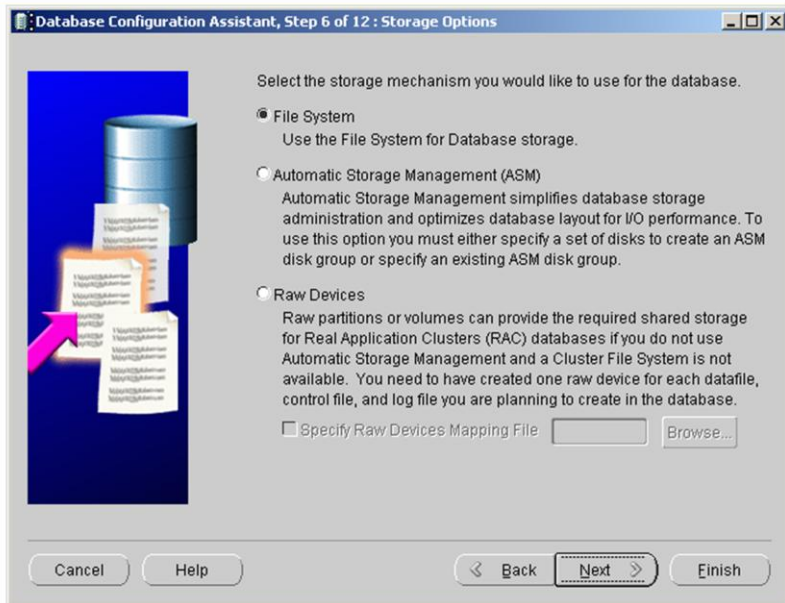 Database Configuration Assistant, Step 6 of 12 : Storage Options
Select the storage mechanism you would like to use for the database.
File System
Use the File System for Database storage.
Automatic Storage Management (ASM)
Automatic Storage Management simplifies database storage
administration and optimizes database layout for I/O performance. To
use this option you must either specify a set of disks to create an ASM
disk group or specify an existing ASM disk group.
Raw Devices
Raw partitions or volumes can provide the required shared storage
for Real Application Clusters (RAC) databases if you do not use
Automatic Storage Management and a Cluster File System is not
available. You need to have created one raw device for each datafile,
control file, and log file you are planning to create in the database.
Specify Raw Devices Mapping File Browse...
Cancel Help Back Next Finish